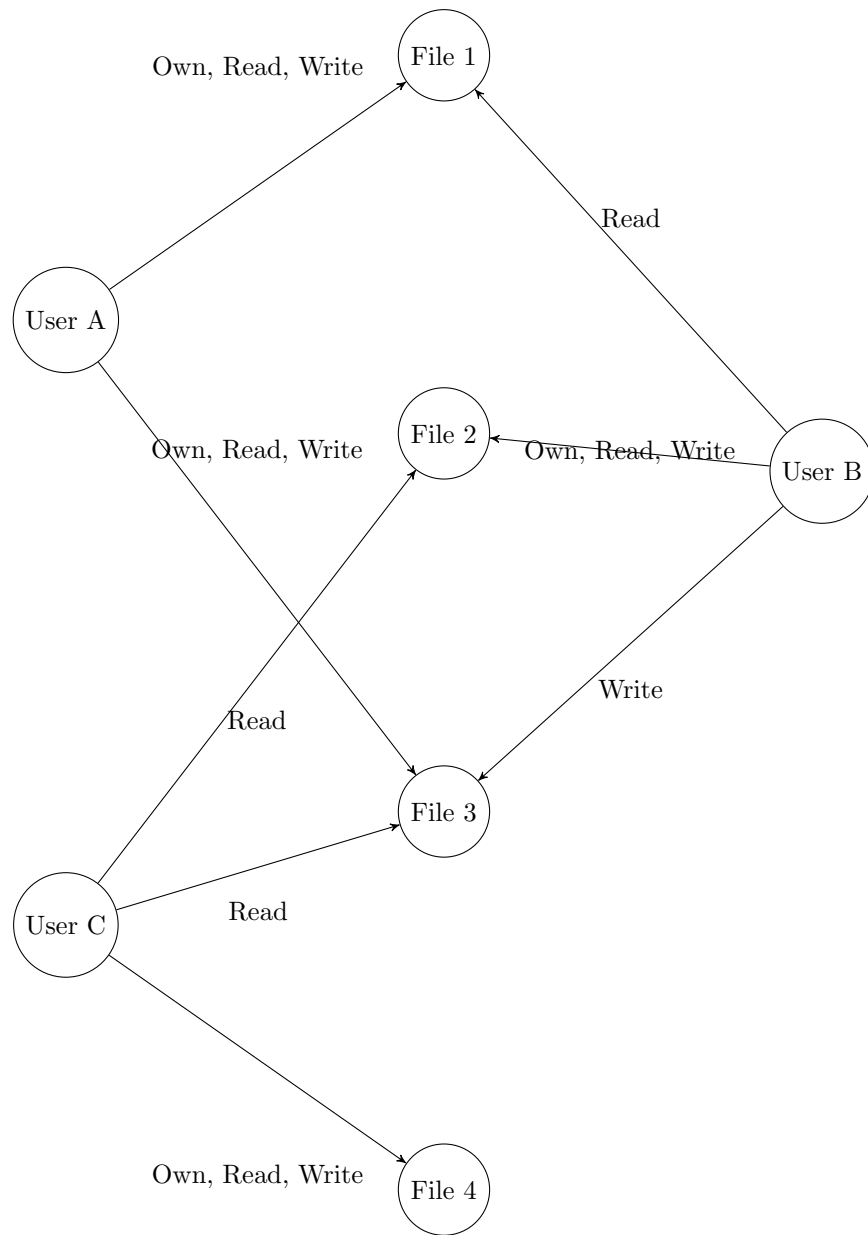 File 1
Own, Read, Write
Read
User A
File 2
Own, Read, Write
Own, Read, Write
User B
Write
Read
File 3
Read
User C
Own, Read, Write
File 4